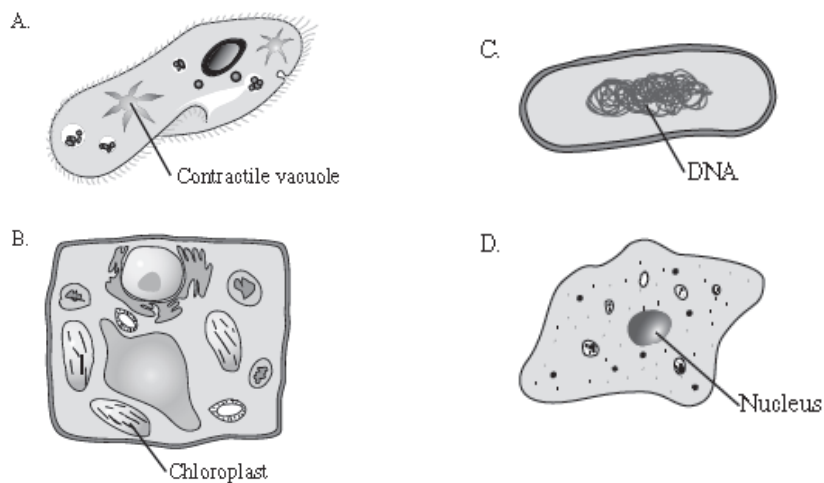 A.
Contractile vacuole
B.
Chloroplast
C.
DNA
D.
Nucleus